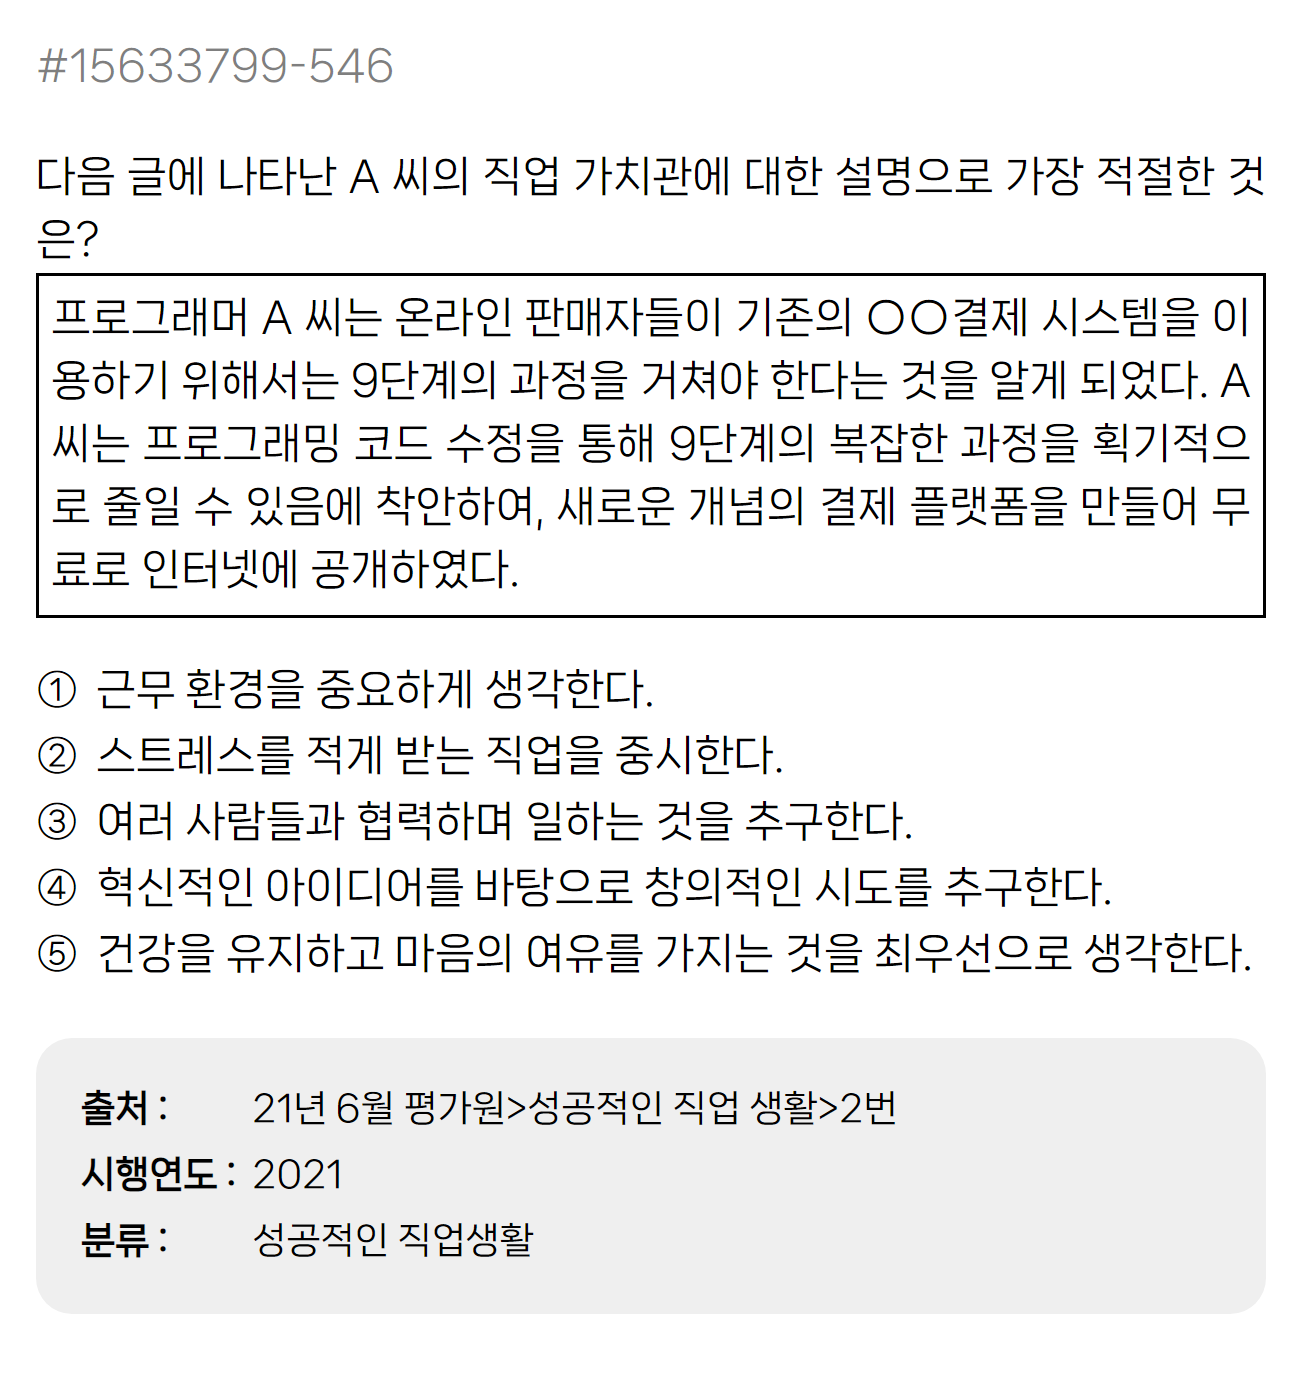 #15633799-546
다음 글에 나타난 A 씨의 직업 가치관에 대한 설명으로 가장 적절한 것
은?
프로그래머 A 씨는 온라인 판매자들이 기존의 ○○결제 시스템을 이
용하기 위해서는 9단계의 과정을 거쳐야 한다는 것을 알게 되었다. A
씨는 프로그래밍 코드 수정을 통해 9단계의 복잡한 과정을 획기적으
로 줄일 수 있음에 착안하여, 새로운 개념의 결제 플랫폼을 만들어 무
료로 인터넷에 공개하였다.
① 근무 환경을 중요하게 생각한다.
② 스트레스를 적게 받는 직업을 중시한다.
③ 여러 사람들과 협력하며 일하는 것을 추구한다.
④ 혁신적인 아이디어를 바탕으로 창의적인 시도를 추구한다.
⑤ 건강을 유지하고 마음의 여유를 가지는 것을 최우선으로 생각한다.
출처 : 21년 6월 평가원>성공적인 직업 생활>2번
시행연도 : 2021
분류 : 성공적인 직업생활